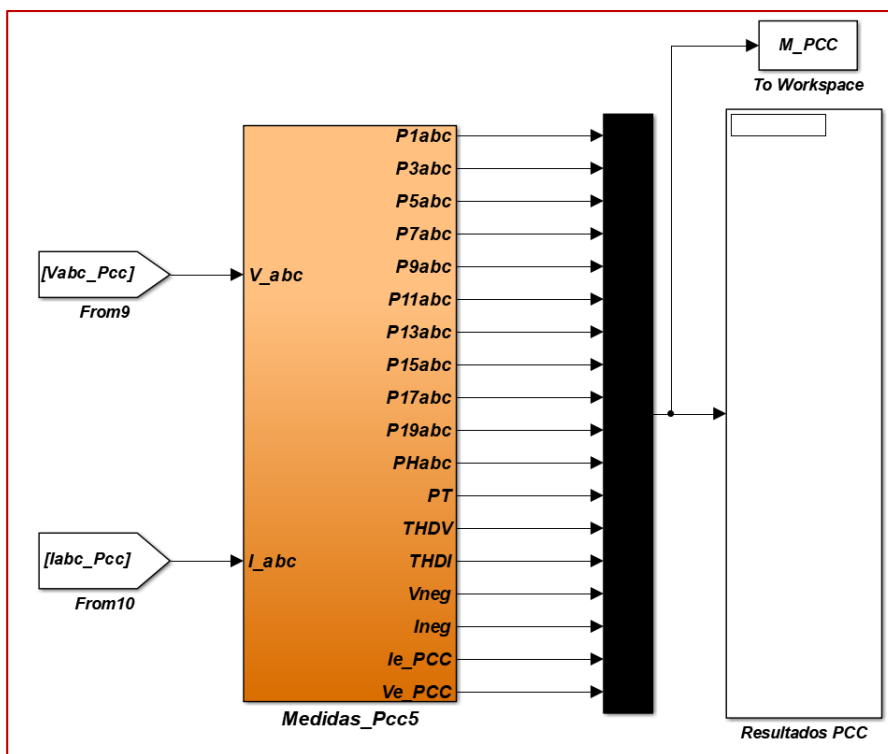 M_PCC
To Workspace
P1abc
P3abc
P5abc
P7abc
P9abc
P11abc
P13abc
P15abc
P17abc
P19abc
PHabc
PT
THDV
THDI
Vneg
Ineg
Ie_PCC
Ve_PCC
[Vabc_Pcc]
From9
V_abc
[Iabc_Pcc]
From10
I_abc
Medidas_Pcc5
Resultados PCC